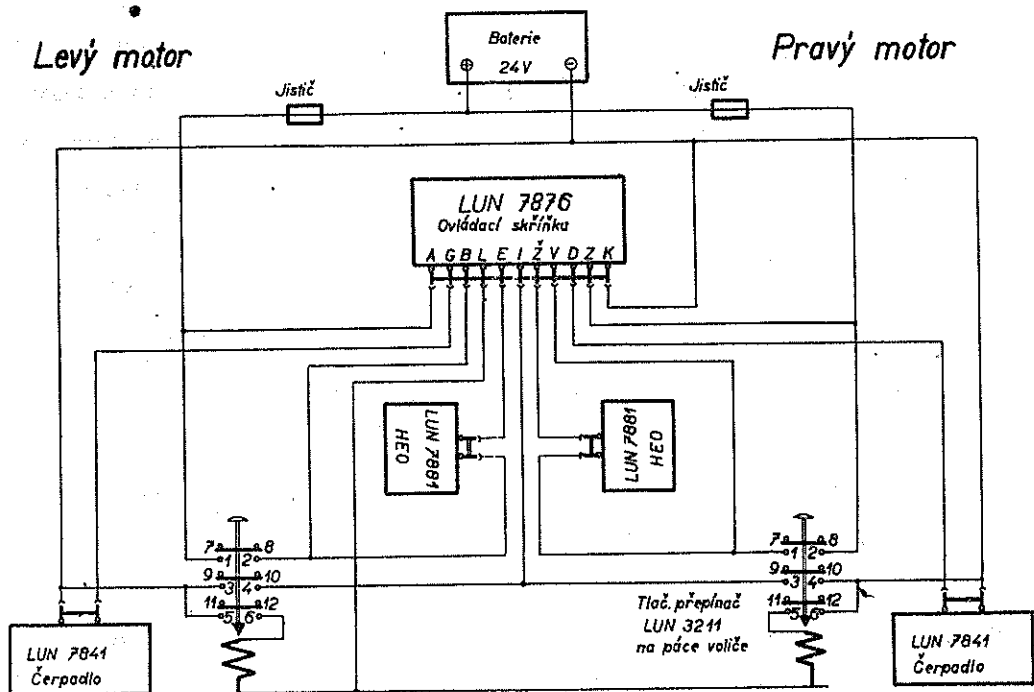 Levý motor
Baterie
24V
Pravý motor
Jistič
Jistič
LUN 7876
Ovládací skříňka
A G B L E I Ž V D Z K
LUN 7881
HEO
LUN 7881
HEO
7 8
1 2
9 10
3 4
11 12
5 6
7 8
1 2
9 10
3 4
11 12
5 6
Tlač. přepínač
LUN 3211
na páce voliče
LUN 7841
Čerpadlo
LUN 7841
Čerpadlo